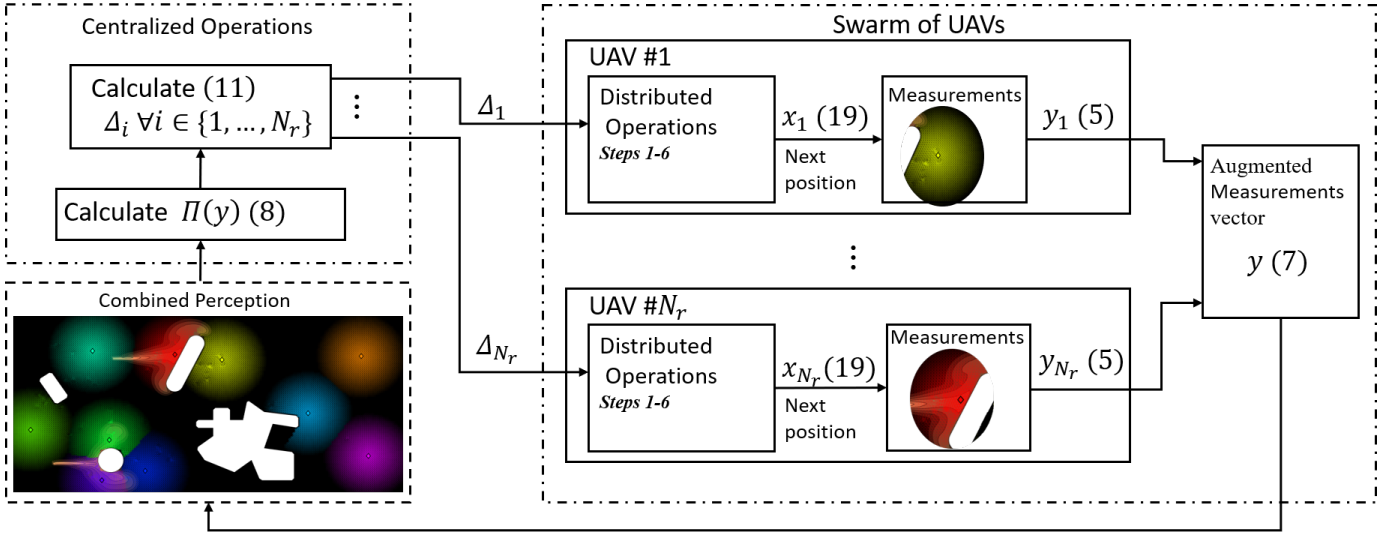 Centralized Operations
Calculate (11)
Δ_i ∀i ∈ {1, …, N_r}
⋮
Calculate Π(y) (8)
Combined Perception
Δ_1
Δ_{N_r}
Swarm of UAVs
UAV #1
Distributed
Operations
Steps 1-6
x_1 (19)
Next
position
Measurements
y_1 (5)
⋮
UAV #N_r
Distributed
Operations
Steps 1-6
x_{N_r}(19)
Next
position
Measurements
y_{N_r} (5)
Augmented
Measurements
vector
y (7)